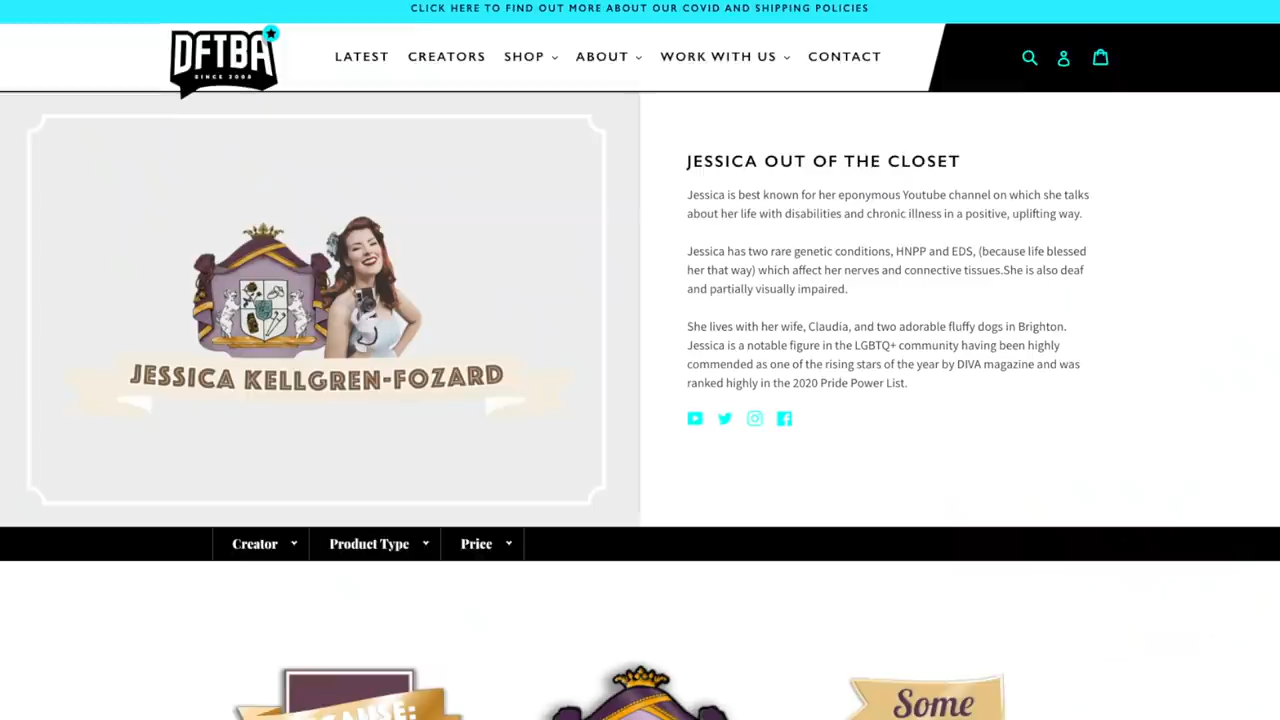 CLICK HERE TO FIND OUT MORE ABOUT OUR COVID AND SHIPPING POLICIES
DFTBA
SINCE 2008
LATEST CREATORS SHOP ABOUT WORK WITH US CONTACT
JESSICA OUT OF THE CLOSET
Jessica is best known for her eponymous Youtube channel on which she talks
about her life with disabilities and chronic illness in a positive, uplifting way.
Jessica has two rare genetic conditions, HNPP and EDS, (because life blessed
her that way) which affect her nerves and connective tissues.She is also deaf
and partially visually impaired.
She lives with her wife, Claudia, and two adorable fluffy dogs in Brighton.
Jessica is a notable figure in the LGBTQ+ community having been highly
commended as one of the rising stars of the year by DIVA magazine and was
ranked highly in the 2020 Pride Power List.
JESSICA KELLGREN-FOZARD
Creator Product Type Price
Some